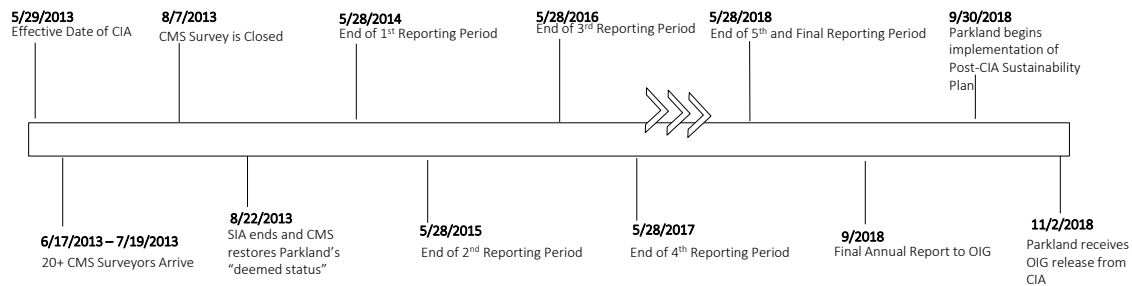 5/29/2013
Effective Date of CIA
8/7/2013
CMS Survey is Closed
5/28/2014
End of 1st Reporting Period
5/28/2016
End of 3rd Reporting Period
5/28/2018
End of 5th and Final Reporting Period
9/30/2018
Parkland begins
implementation of
Post-CIA Sustainability
Plan
6/17/2013 – 7/19/2013
20+ CMS Surveyors Arrive
8/22/2013
SIA ends and CMS
restores Parkland’s
“deemed status”
5/28/2015
End of 2nd Reporting Period
5/28/2017
End of 4th Reporting Period
9/2018
Final Annual Report to OIG
11/2/2018
Parkland receives
OIG release from
CIA